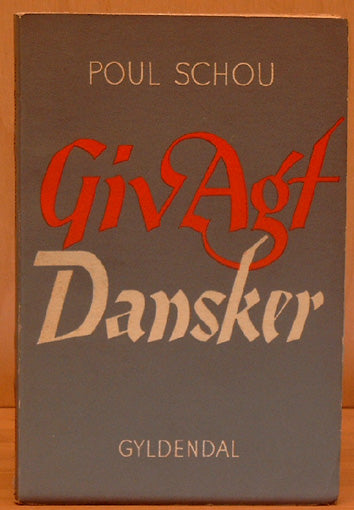 POUL SCHOU
Giv Agt
Dansker
GYLDENDAL